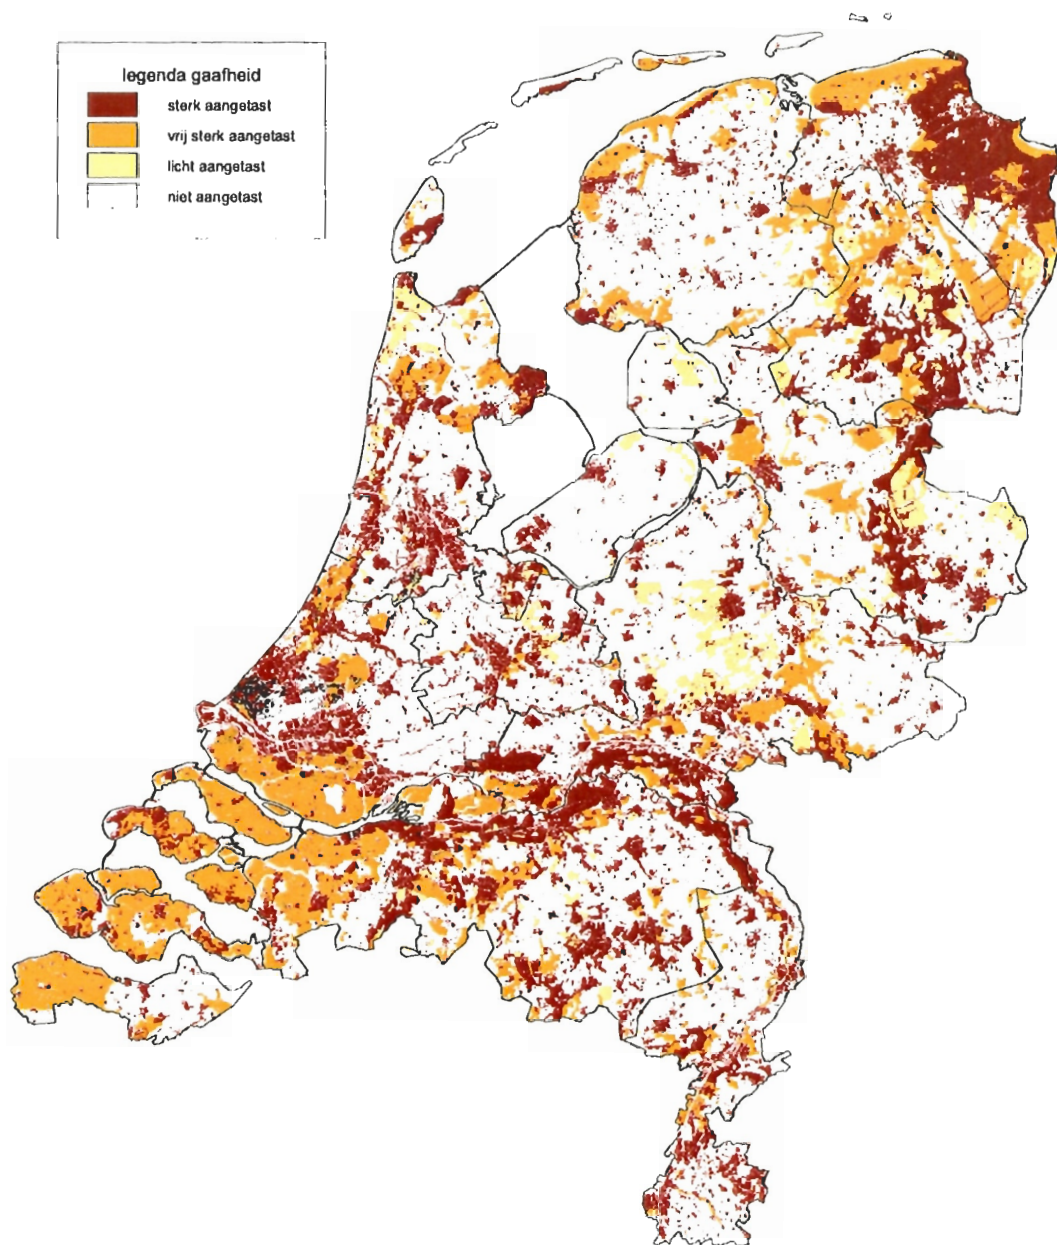 legenda gaafheid
sterk aangetast
vrij sterk aangetast
licht aangetast
niet aangetast